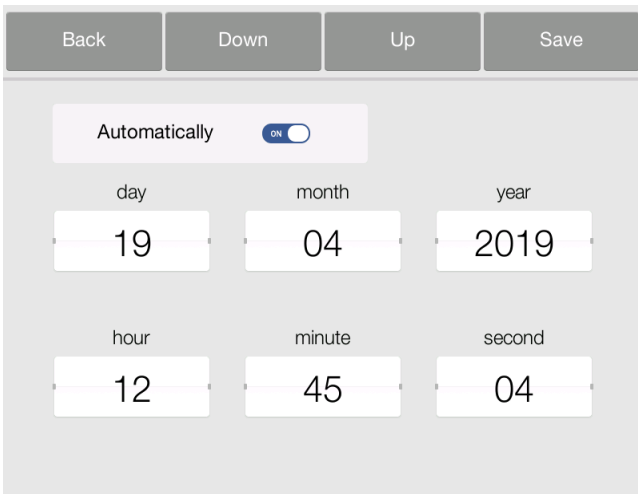 Back Down Up Save
Automatically ON
day month year
19 04 2019
hour minute second
12 45 04